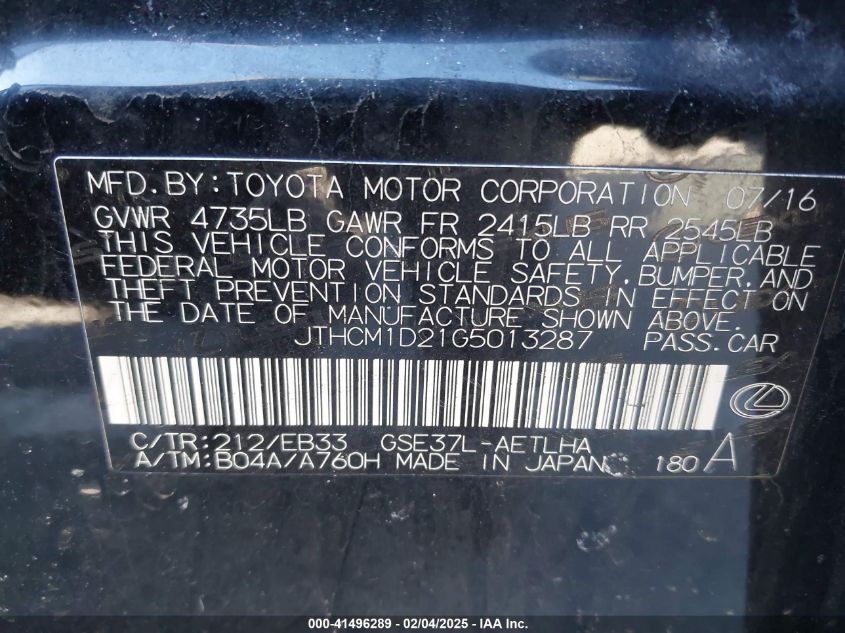 MFD.BY:TOYOTA MOTOR CORPORATION 07/16
GVWR 4735LB GAWR FR 2415LB RR 2545LB
THIS VEHICLE CONFORMS TO ALL APPLICABLE
FEDERAL MOTOR VEHICLE SAFETY,BUMPER,AND
THEFT PREVENTION STANDARDS IN EFFECT ON
THE DATE OF MANUFACTURE SHOWN ABOVE.
JTHCM1D21G5013287 PASS.CAR
C/TR:212/EB33 GSE37L-AETLHA
A/TM:B04A/A760H MADE IN JAPAN 180 A
000-41496289 - 02/04/2025 - IAA Inc.